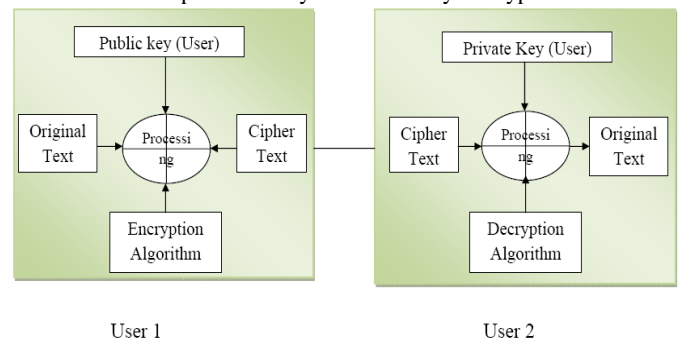 Public key (User)
Private Key (User)
Original
Text
Processi
ng
Cipher
Text
Cipher
Text
Processi
ng
Original
Text
Encryption
Algorithm
Decryption
Algorithm
User 1
User 2